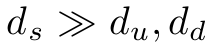 $d_s \gg d_u, d_d$